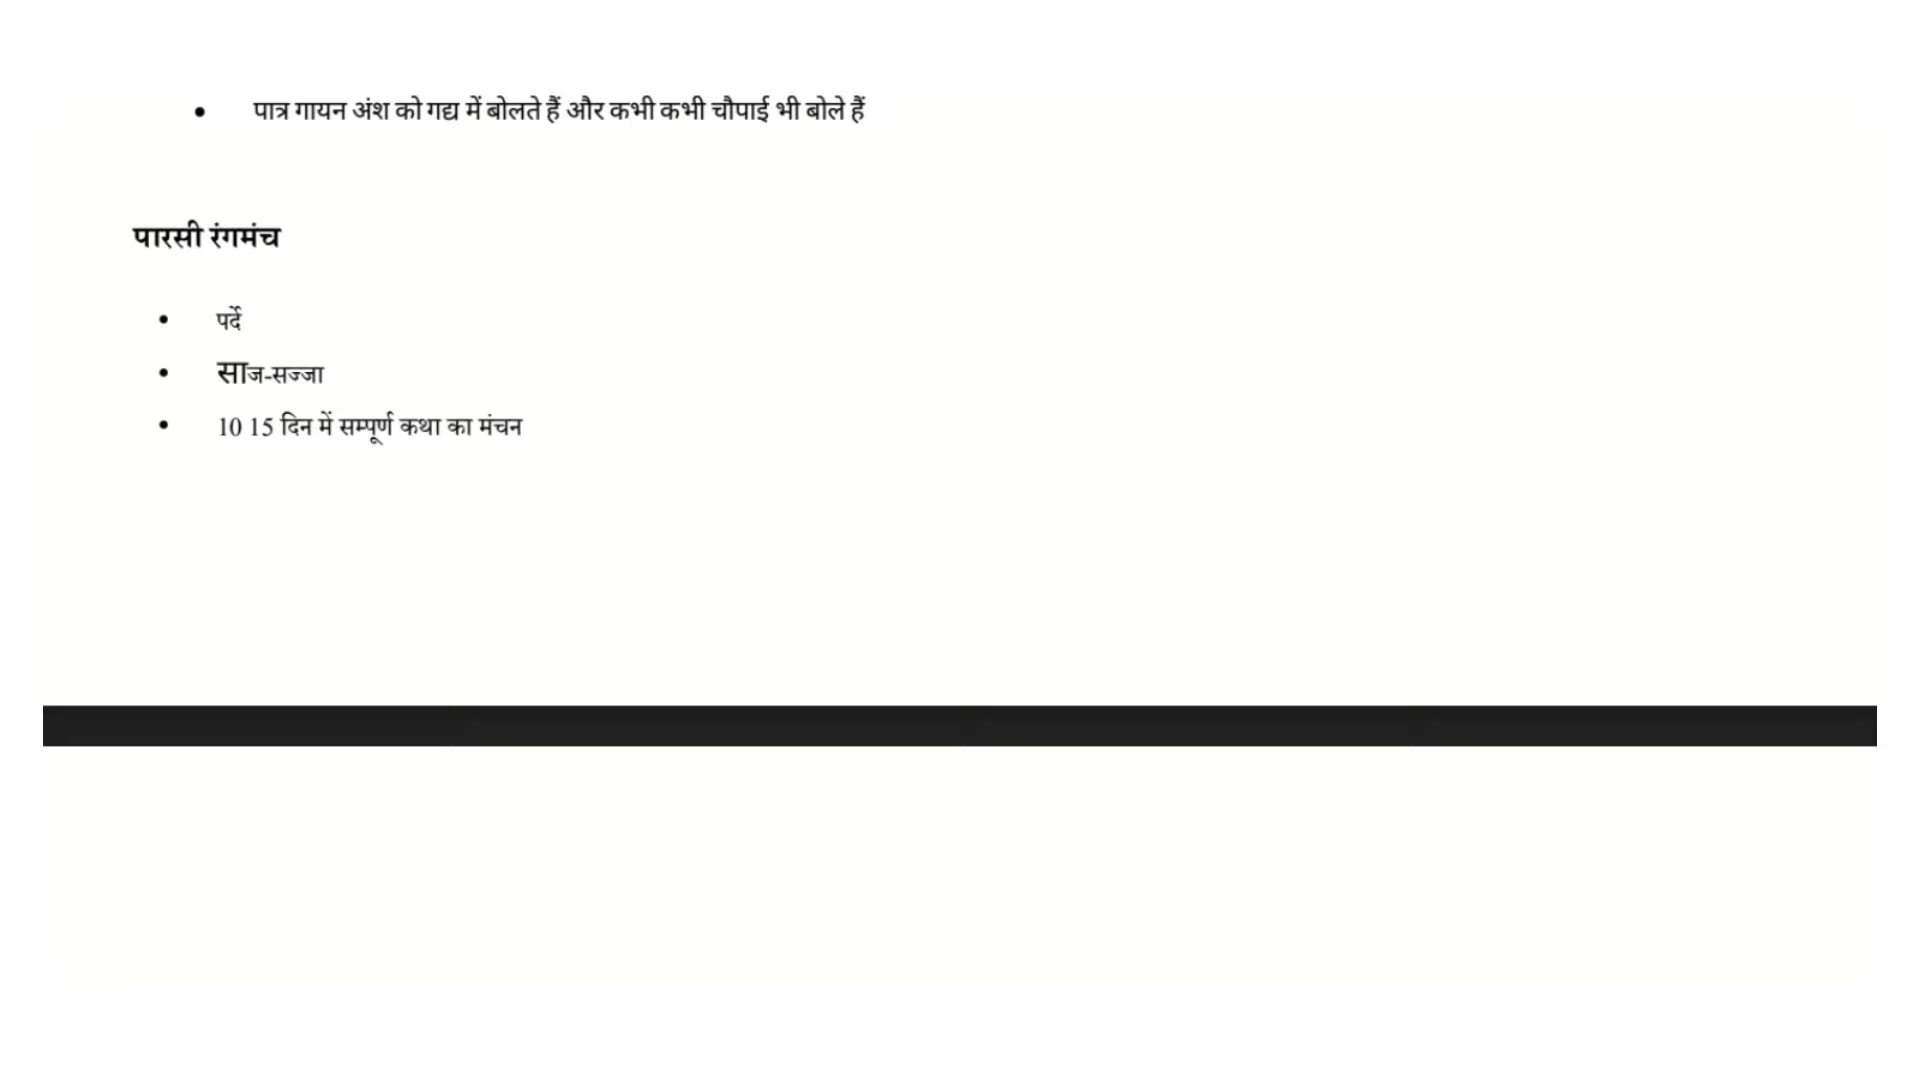 • पात्र गायन अंश को गद्य में बोलते हैं और कभी कभी चौपाई भी बोले हैं
पारसी रंगमंच
• पर्दे
• साज-सज्जा
• 10 15 दिन में सम्पूर्ण कथा का मंचन